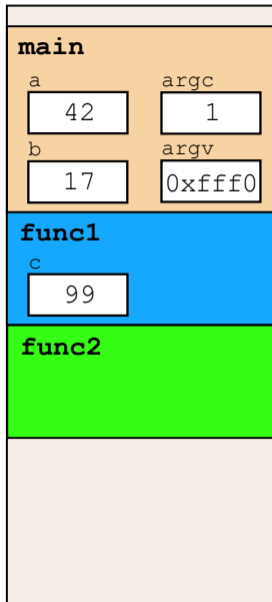 main
a argc
42 1
b argv
17 0xfff0
func1
c
99
func2